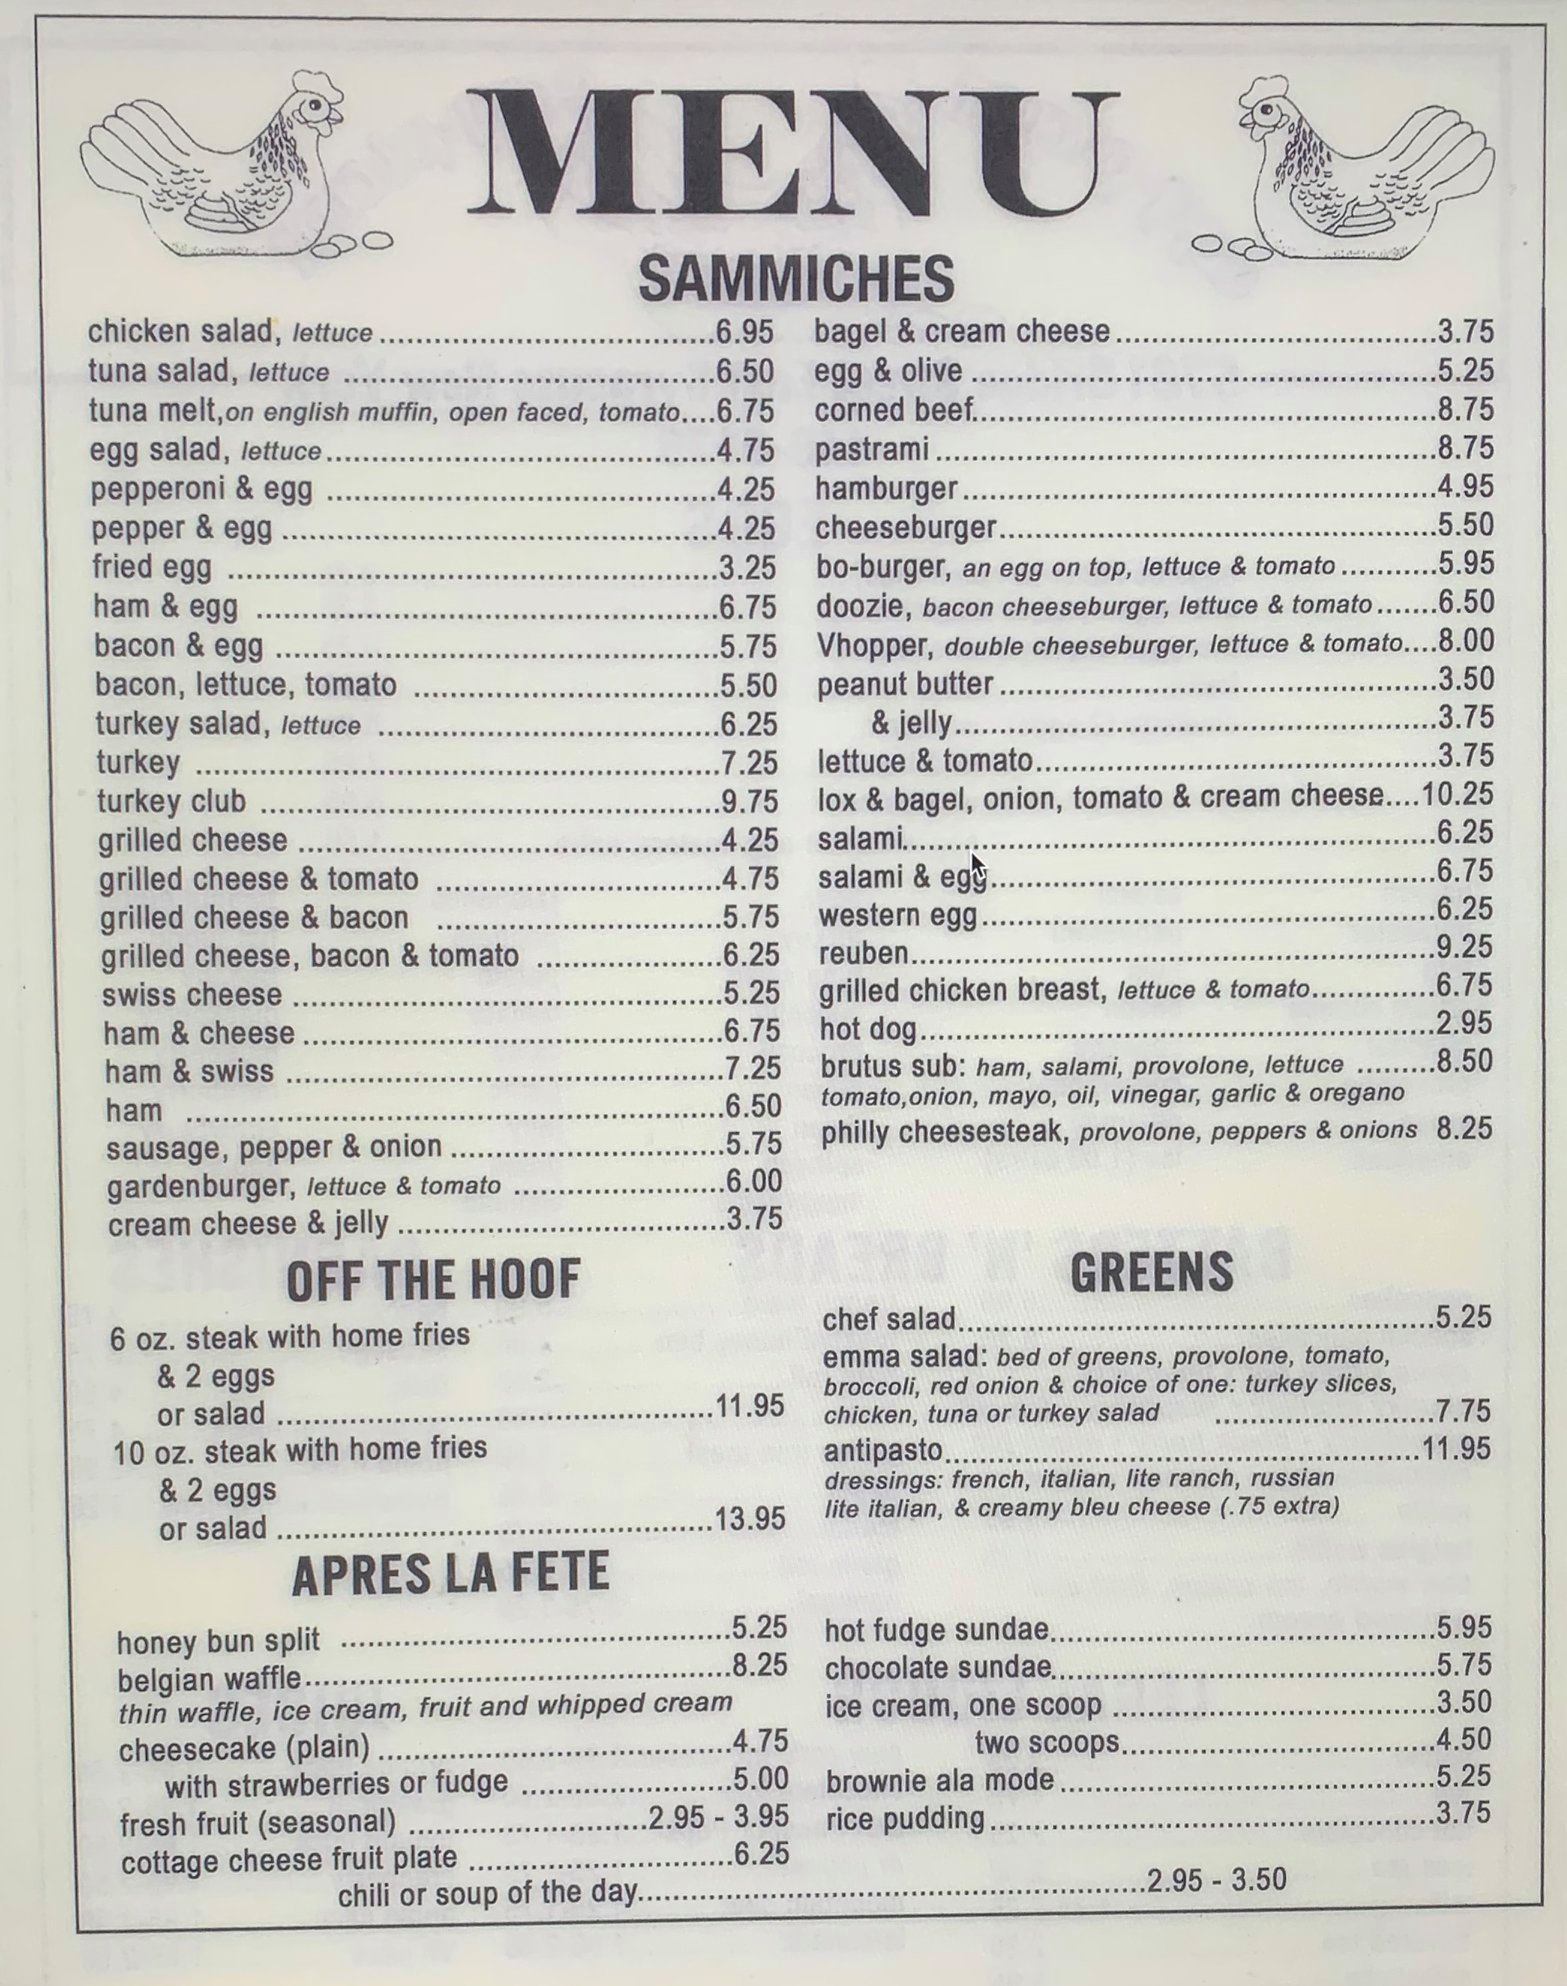 MENU
SAMMICHES
chicken salad, lettuce ........ 6.95
tuna salad, lettuce ........ 6.50
tuna melt,on english muffin, open faced, tomato....6.75
egg salad, lettuce ........ 4.75
pepperoni & egg ........ 4.25
pepper & egg ........ 4.25
fried egg ........ 3.25
ham & egg ........ 6.75
bacon & egg ........ 5.75
bacon, lettuce, tomato ........ 5.50
turkey salad, lettuce ........ 6.25
turkey ........ 7.25
turkey club ........ 9.75
grilled cheese ........ 4.25
grilled cheese & tomato ........ 4.75
grilled cheese & bacon ........ 5.75
grilled cheese, bacon & tomato ........ 6.25
swiss cheese ........ 5.25
ham & cheese ........ 6.75
ham & swiss ........ 7.25
ham ........ 6.50
sausage, pepper & onion ........ 5.75
gardenburger, lettuce & tomato ........ 6.00
cream cheese & jelly ........ 3.75
bagel & cream cheese ........ 3.75
egg & olive ........ 5.25
corned beef ........ 8.75
pastrami ........ 8.75
hamburger ........ 4.95
cheeseburger ........ 5.50
bo-burger, an egg on top, lettuce & tomato ........ 5.95
doozie, bacon cheeseburger, lettuce & tomato ....... 6.50
Vhopper, double cheeseburger, lettuce & tomato....8.00
peanut butter ........ 3.50
& jelly ........ 3.75
lettuce & tomato ........ 3.75
lox & bagel, onion, tomato & cream cheese....10.25
salami ........ 6.25
salami & egg ........ 6.75
western egg ........ 6.25
reuben ........ 9.25
grilled chicken breast, lettuce & tomato ........ 6.75
hot dog ........ 2.95
brutus sub: ham, salami, provolone, lettuce ......... 8.50
tomato,onion, mayo, oil, vinegar, garlic & oregano
philly cheesesteak, provolone, peppers & onions 8.25
OFF THE HOOF
6 oz. steak with home fries
& 2 eggs
or salad ........ 11.95
10 oz. steak with home fries
& 2 eggs
or salad ........ 13.95
GREENS
chef salad ........ 5.25
emma salad: bed of greens, provolone, tomato,
broccoli, red onion & choice of one: turkey slices,
chicken, tuna or turkey salad ........ 7.75
antipasto ........ 11.95
dressings: french, italian, lite ranch, russian
lite italian, & creamy bleu cheese (.75 extra)
APRES LA FETE
honey bun split ........ 5.25
belgian waffle ........ 8.25
thin waffle, ice cream, fruit and whipped cream
cheesecake (plain) ........ 4.75
with strawberries or fudge ........ 5.00
fresh fruit (seasonal) ........ 2.95 - 3.95
cottage cheese fruit plate ........ 6.25
hot fudge sundae ........ 5.95
chocolate sundae ........ 5.75
ice cream, one scoop ........ 3.50
two scoops ........ 4.50
brownie ala mode ........ 5.25
rice pudding ........ 3.75
chili or soup of the day ........ 2.95 - 3.50